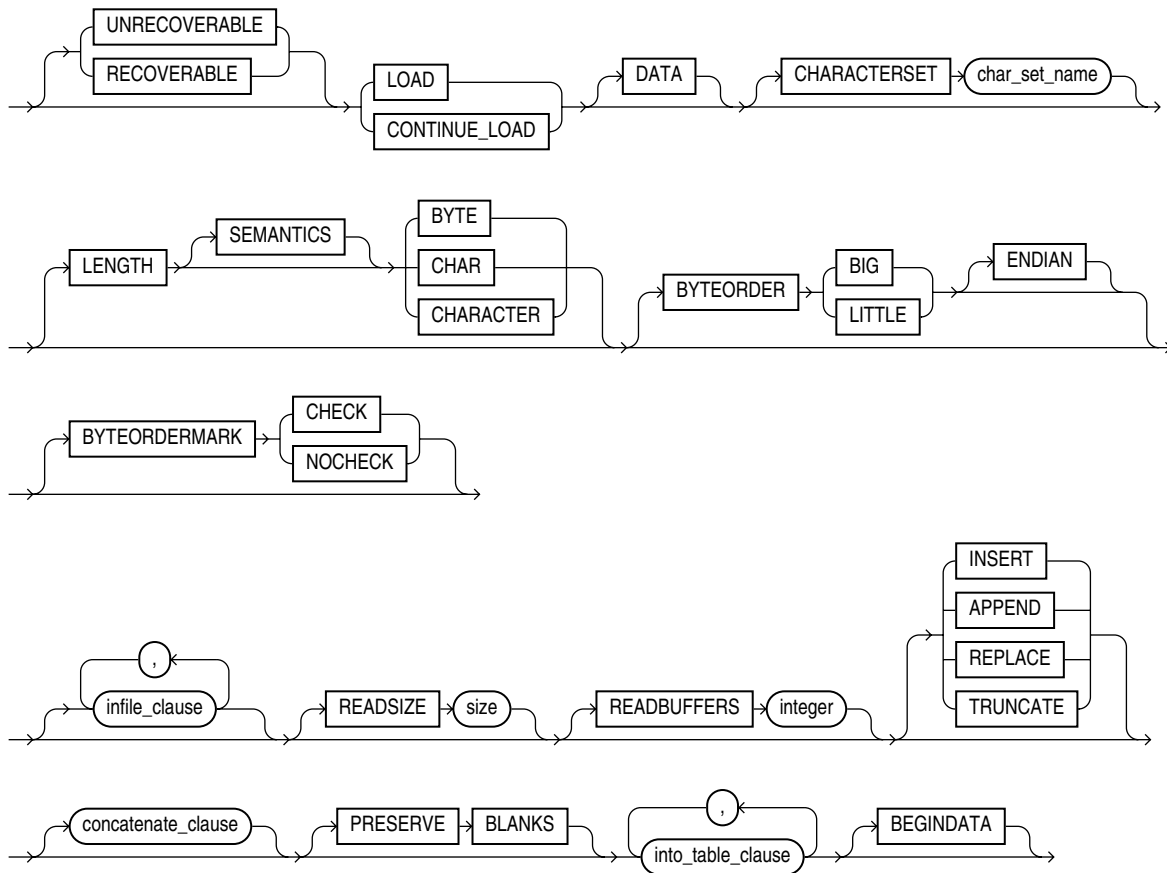 UNRECOVERABLE
RECOVERABLE
LOAD
CONTINUE_LOAD
DATA
CHARACTERSET char_set_name
LENGTH
SEMANTICS
BYTE
CHAR
CHARACTER
BYTEORDER
BIG
LITTLE
ENDIAN
BYTEORDERMARK
CHECK
NOCHECK
,
infile_clause
READSIZE size
READBUFFERS integer
INSERT
APPEND
REPLACE
TRUNCATE
concatenate_clause
PRESERVE BLANKS
,
into_table_clause
BEGINDATA